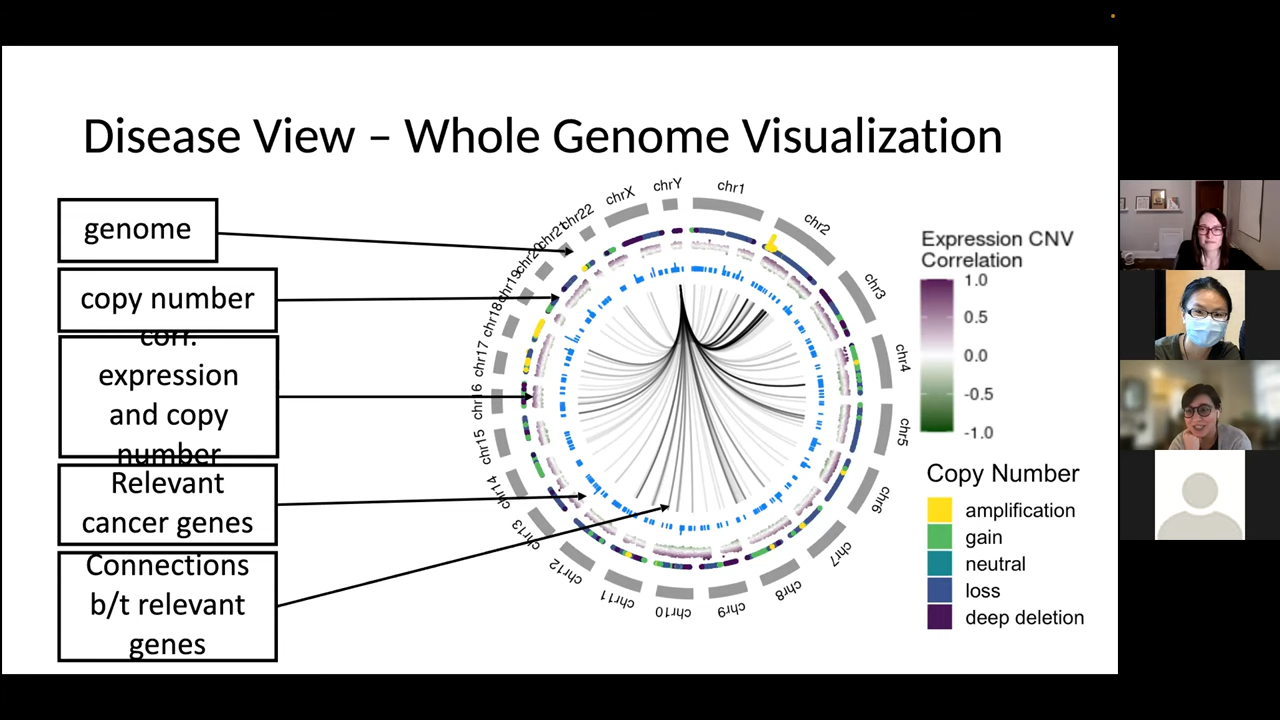 Disease View – Whole Genome Visualization
genome
copy number
corr.
expression
and copy
number
Relevant
cancer genes
Connections
b/t relevant
genes
chr1
chr2
chr3
chr4
chr5
chr6
chr7
chr8
chr9
chr10
chr11
chr12
chr13
chr14
chr15
chr16
chr17
chr18
chr19
chr20
chr21
chr22
chrX
chrY
Expression CNV
Correlation
1.0
0.5
0.0
-0.5
-1.0
Copy Number
amplification
gain
neutral
loss
deep deletion